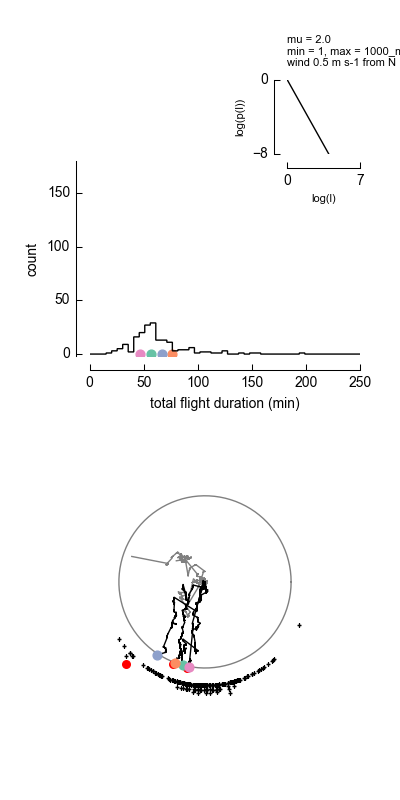 mu = 2.0
min = 1, max = 1000_m
wind 0.5 m s-1 from N
0
log(p(l))
−8
0 7
log(l)
150
100
count
50
0
0 50 100 150 200 250
total flight duration (min)